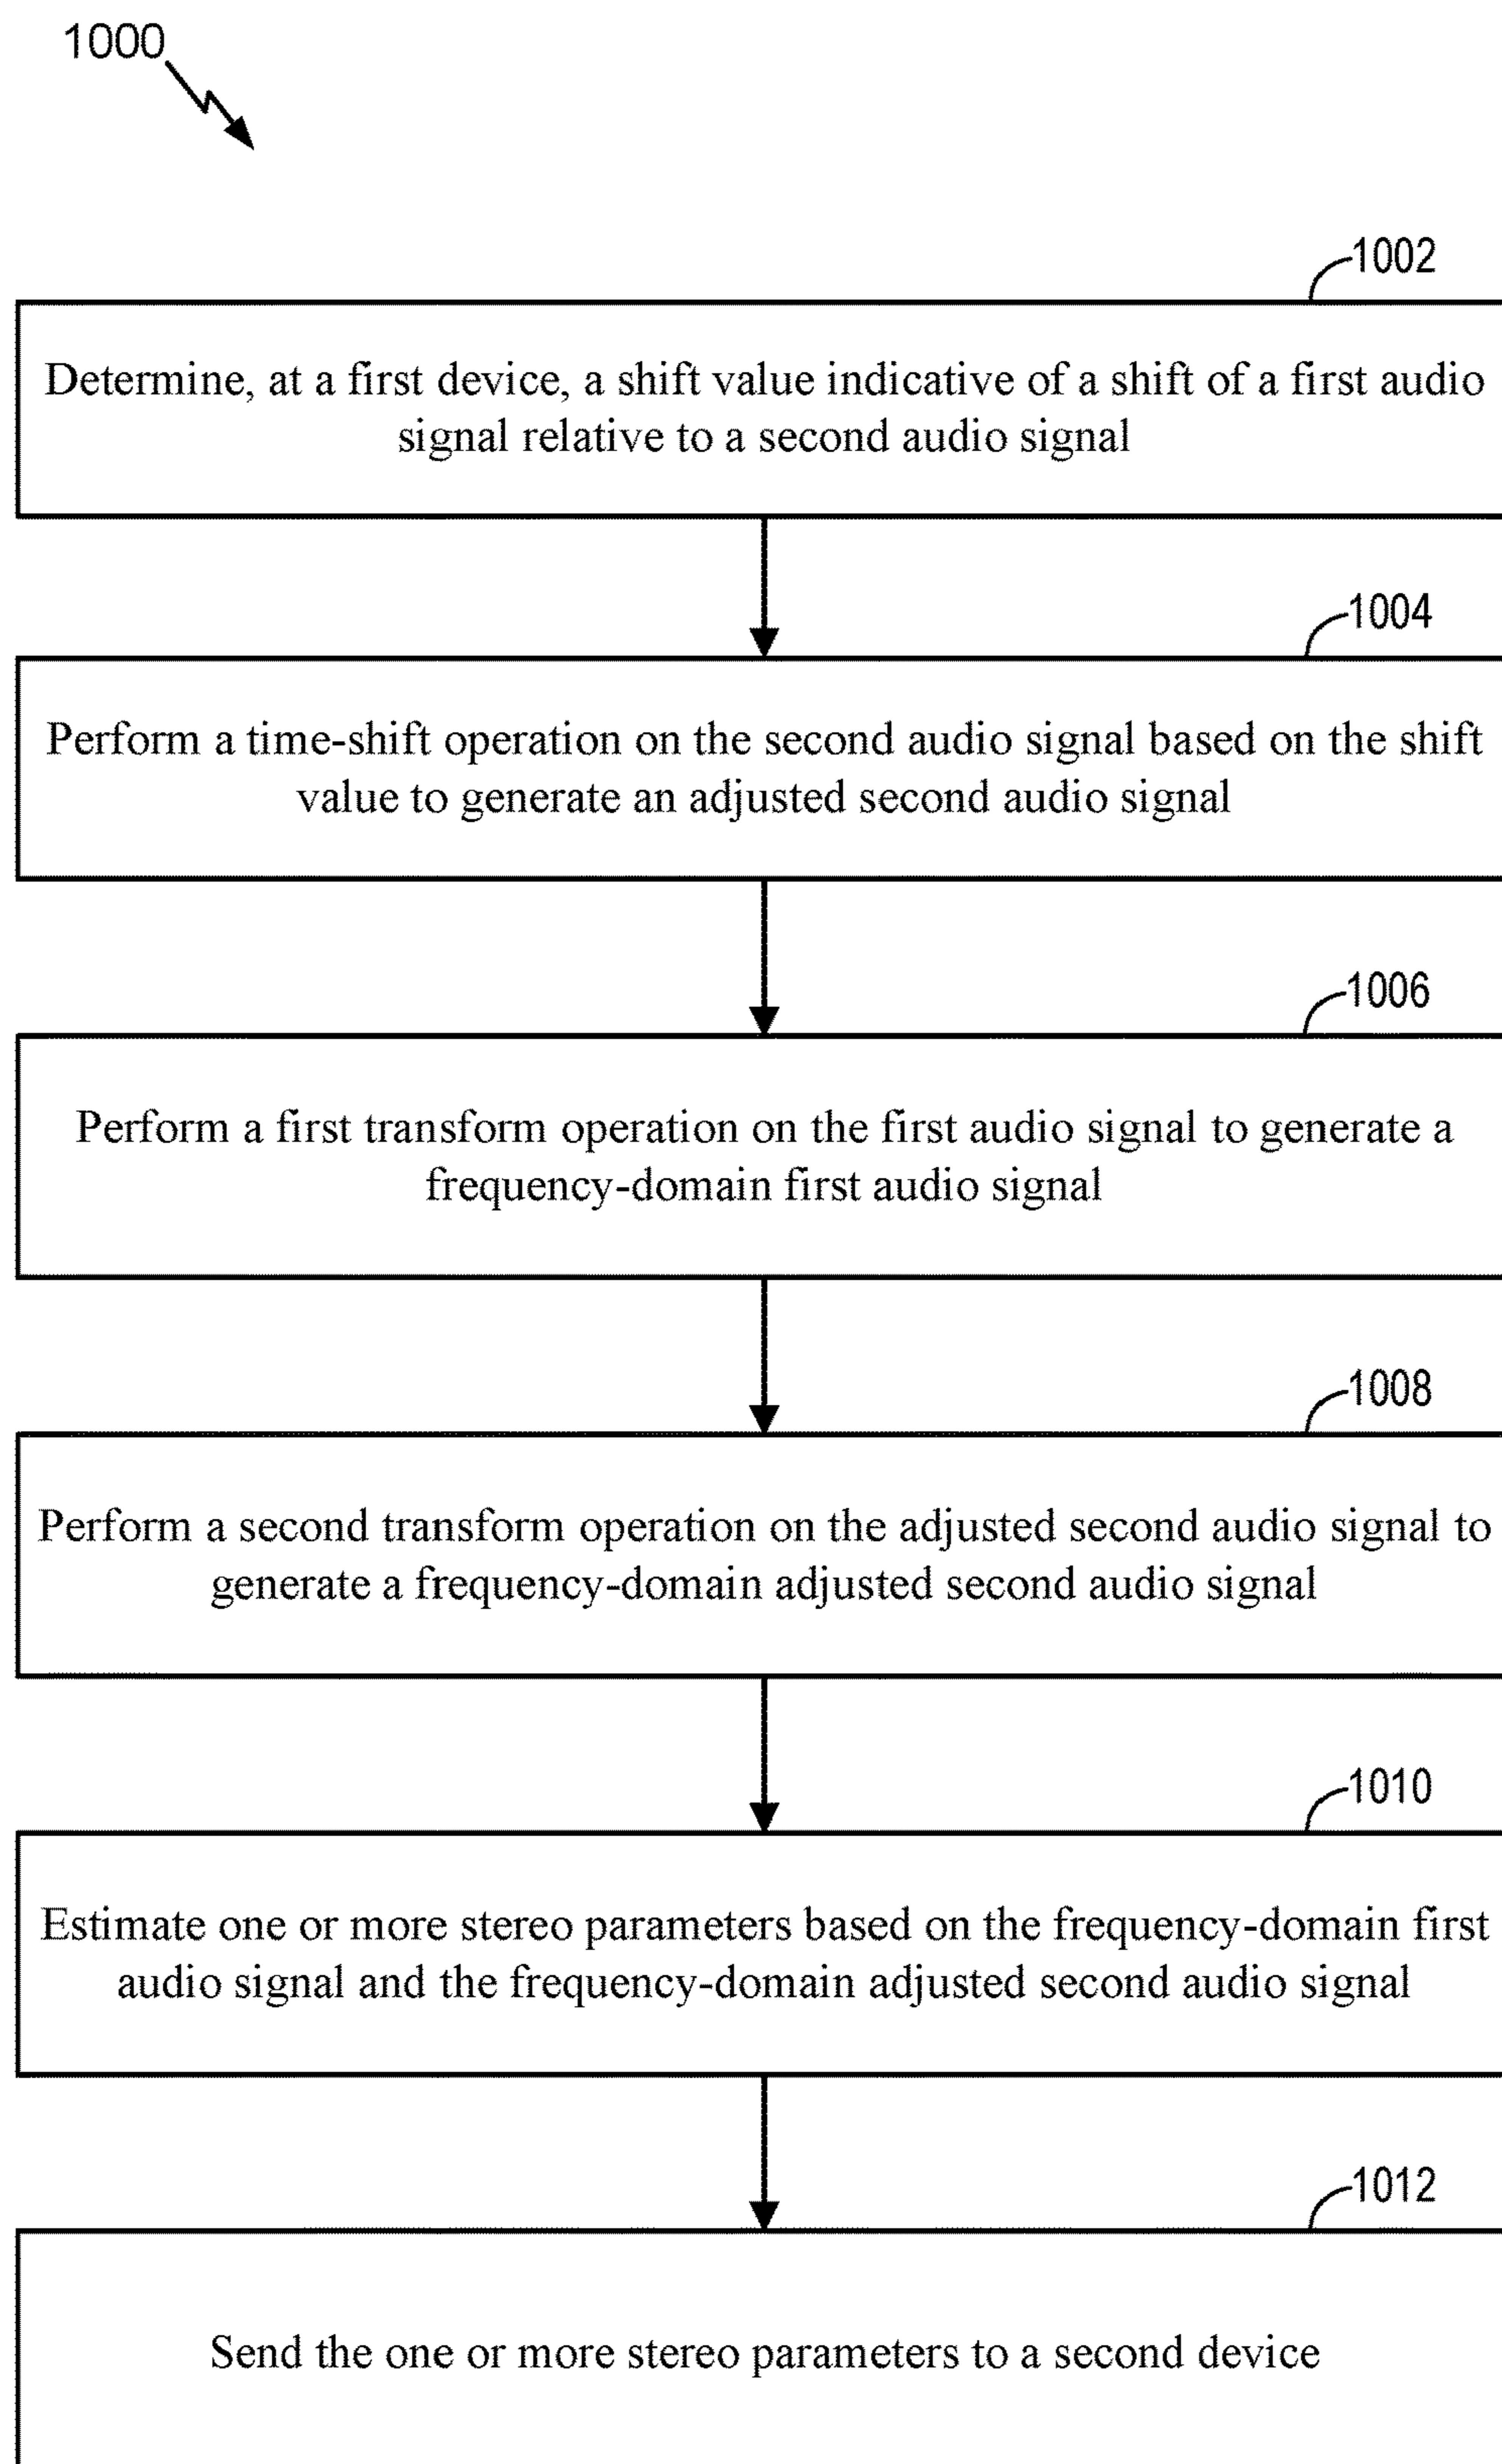 1000
1002
Determine, at a first device, a shift value indicative of a shift of a first audio
signal relative to a second audio signal
1004
Perform a time-shift operation on the second audio signal based on the shift
value to generate an adjusted second audio signal
1006
Perform a first transform operation on the first audio signal to generate a
frequency-domain first audio signal
1008
Perform a second transform operation on the adjusted second audio signal to
generate a frequency-domain adjusted second audio signal
1010
Estimate one or more stereo parameters based on the frequency-domain first
audio signal and the frequency-domain adjusted second audio signal
1012
Send the one or more stereo parameters to a second device